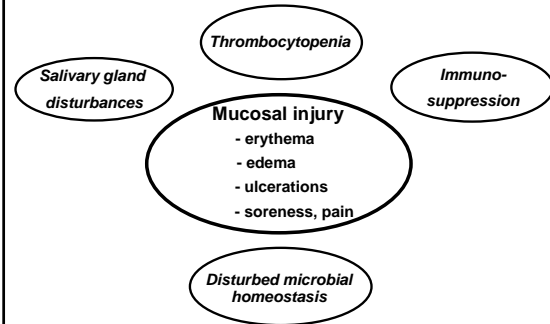 Thrombocytopenia
Salivary gland
disturbances
Immuno-
suppression
Mucosal injury
- erythema
- edema
- ulcerations
- soreness, pain
Disturbed microbial
homeostasis